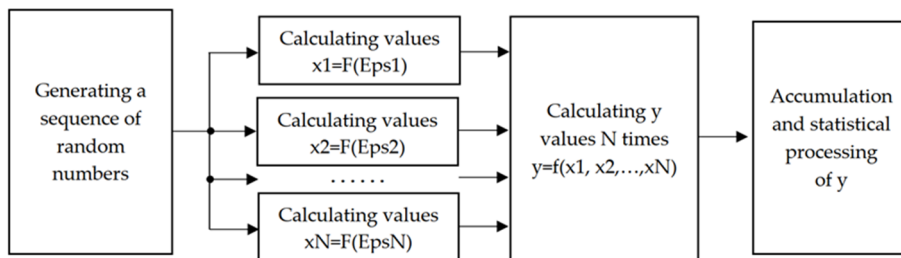 Generating a
sequence of
random
numbers
Calculating values
x1=F(Eps1)
Calculating values
x2=F(Eps2)
......
Calculating values
xN=F(EpsN)
Calculating y
values N times
y=f(x1, x2,...,xN)
Accumulation
and statistical
processing
of y